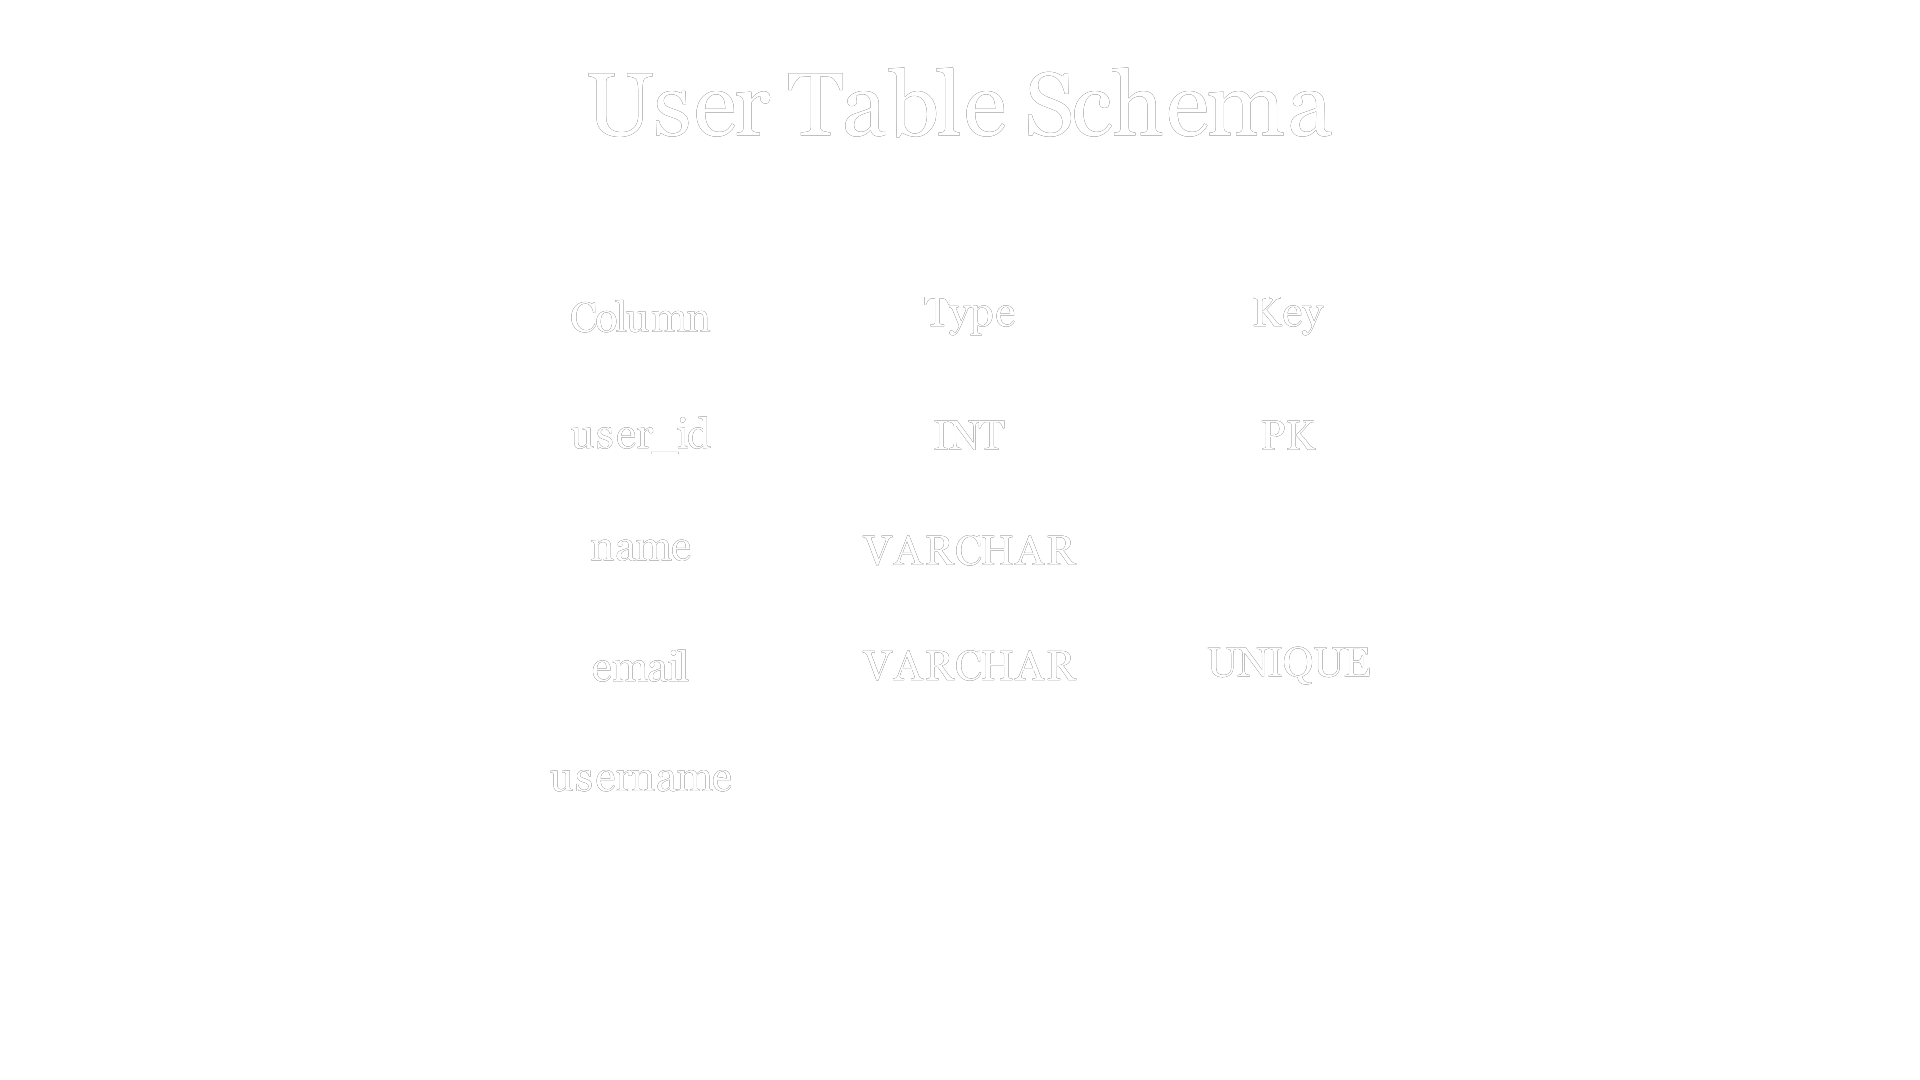 User Table Schema
Column Type Key
user_id INT PK
name VARCHAR
email VARCHAR UNIQUE
username